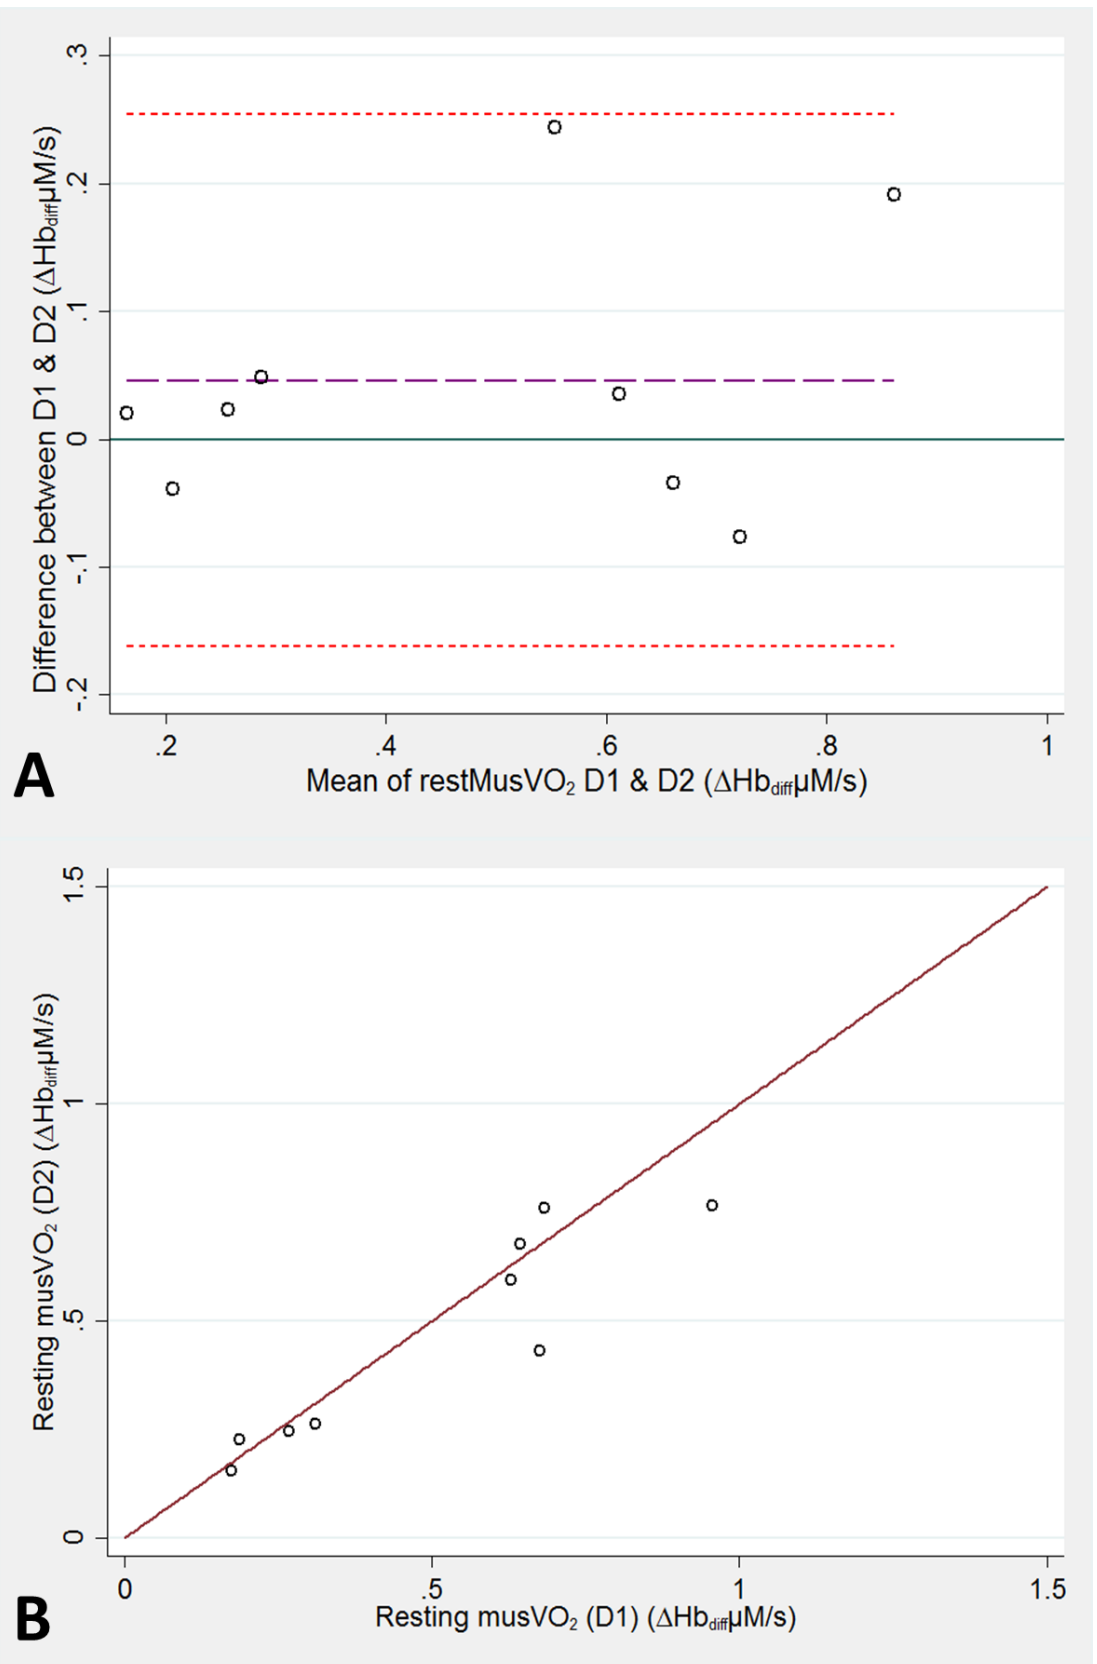 .3
.2
.1
0
-.1
-.2
Difference between D1 & D2 (ΔHbdiffµM/s)
.2 .4 .6 .8 1
Mean of restMusVO2 D1 & D2 (ΔHbdiffµM/s)
A
1.5
1
.5
0
Resting musVO2 (D2) (ΔHbdiffµM/s)
0 .5 1 1.5
Resting musVO2 (D1) (ΔHbdiffµM/s)
B